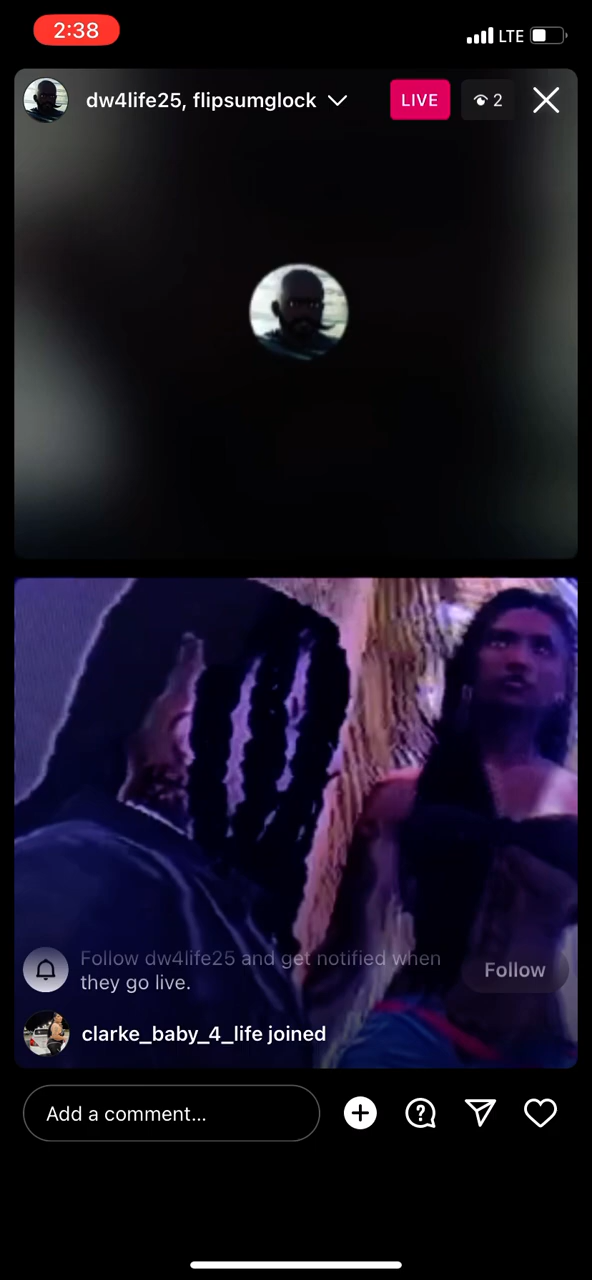 2:38
LTE
dw4life25, flipsumglock
LIVE
2
Follow dw4life25 and get notified when
they go live.
Follow
clarke_baby_4_life joined
Add a comment...